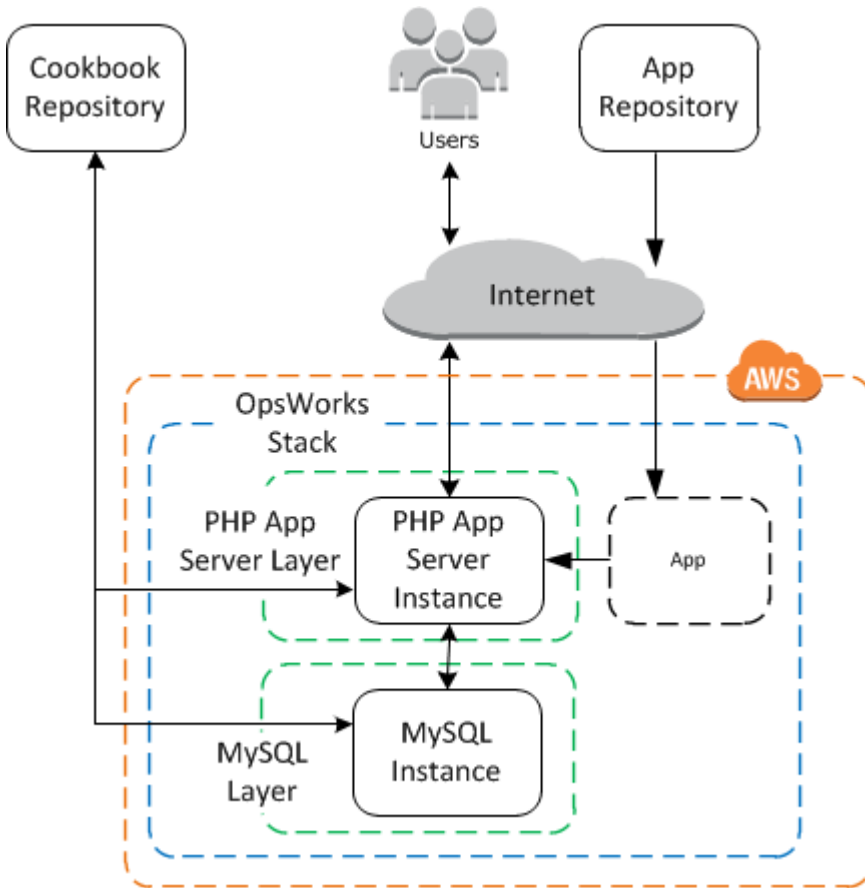 Cookbook
Repository
Users
App
Repository
Internet
AWS
OpsWorks
Stack
PHP App
Server Layer
PHP App
Server
Instance
App
MySQL
Layer
MySQL
Instance